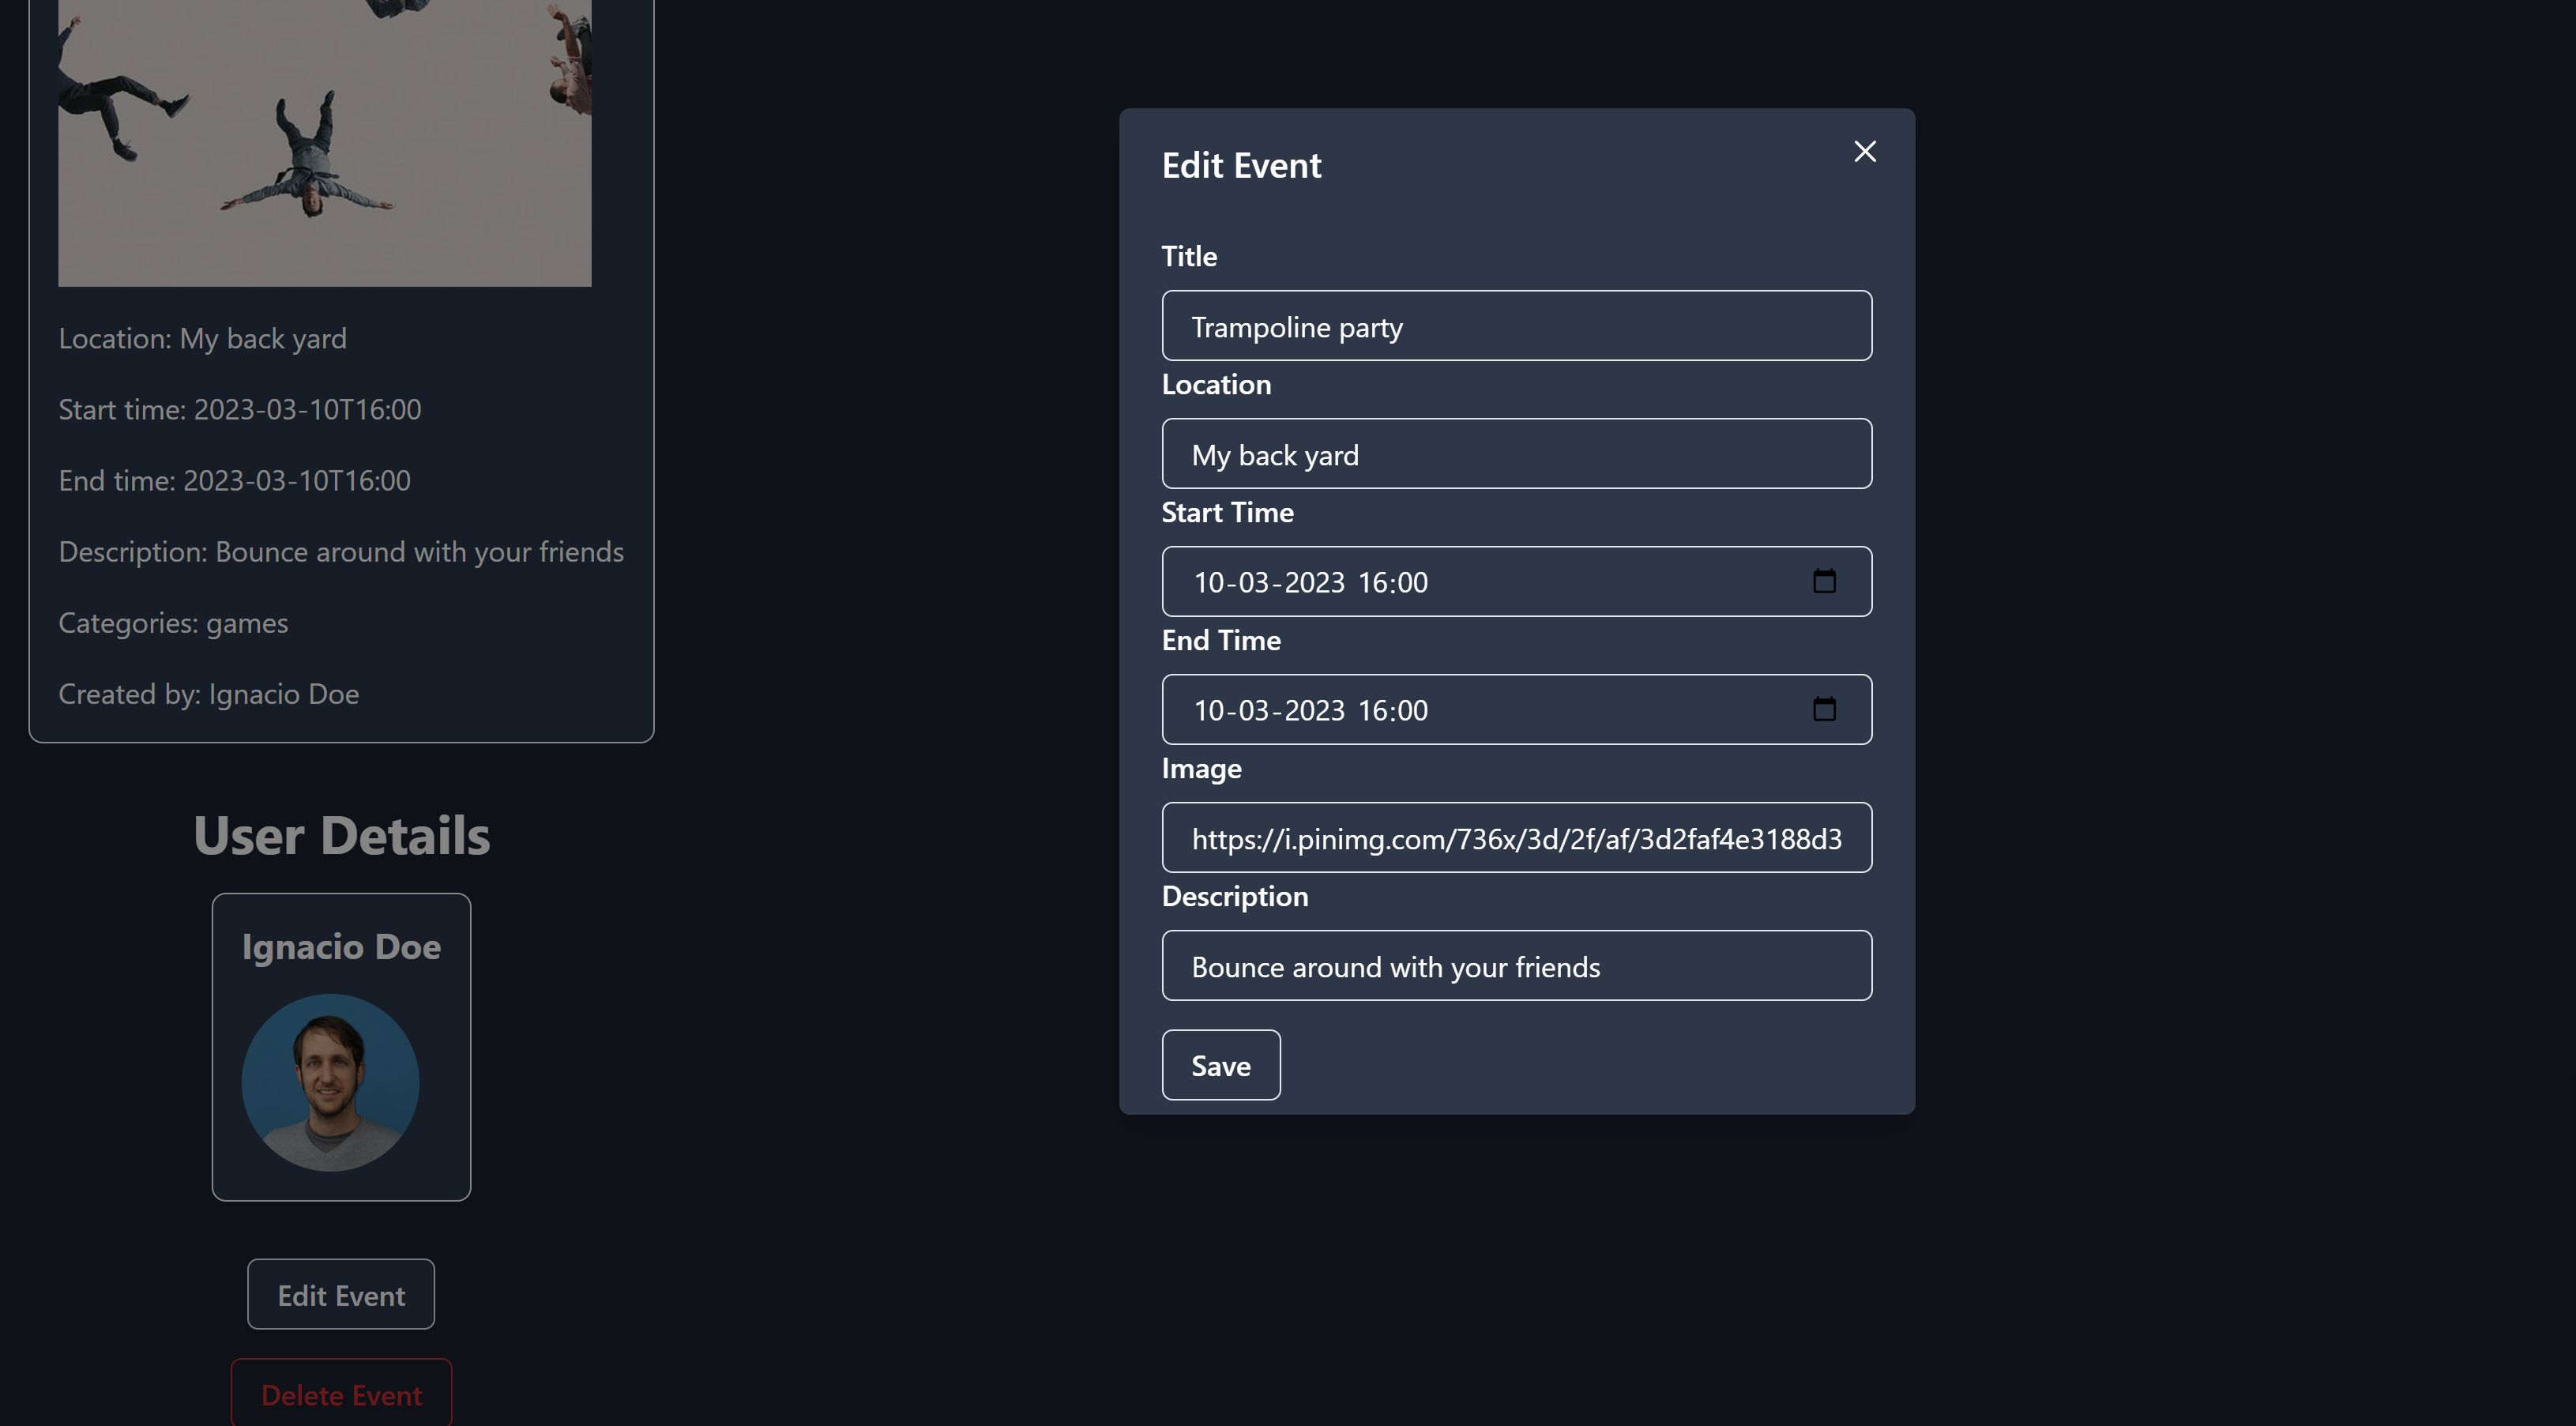 Location: My back yard
Start time: 2023-03-10T16:00
End time: 2023-03-10T16:00
Description: Bounce around with your friends
Categories: games
Created by: Ignacio Doe
User Details
Ignacio Doe
Edit Event
Delete Event
Edit Event
Title
Trampoline party
Location
My back yard
Start Time
10-03-2023 16:00
End Time
10-03-2023 16:00
Image
https://i.pinimg.com/736x/3d/2f/af/3d2faf4e3188d3
Description
Bounce around with your friends
Save